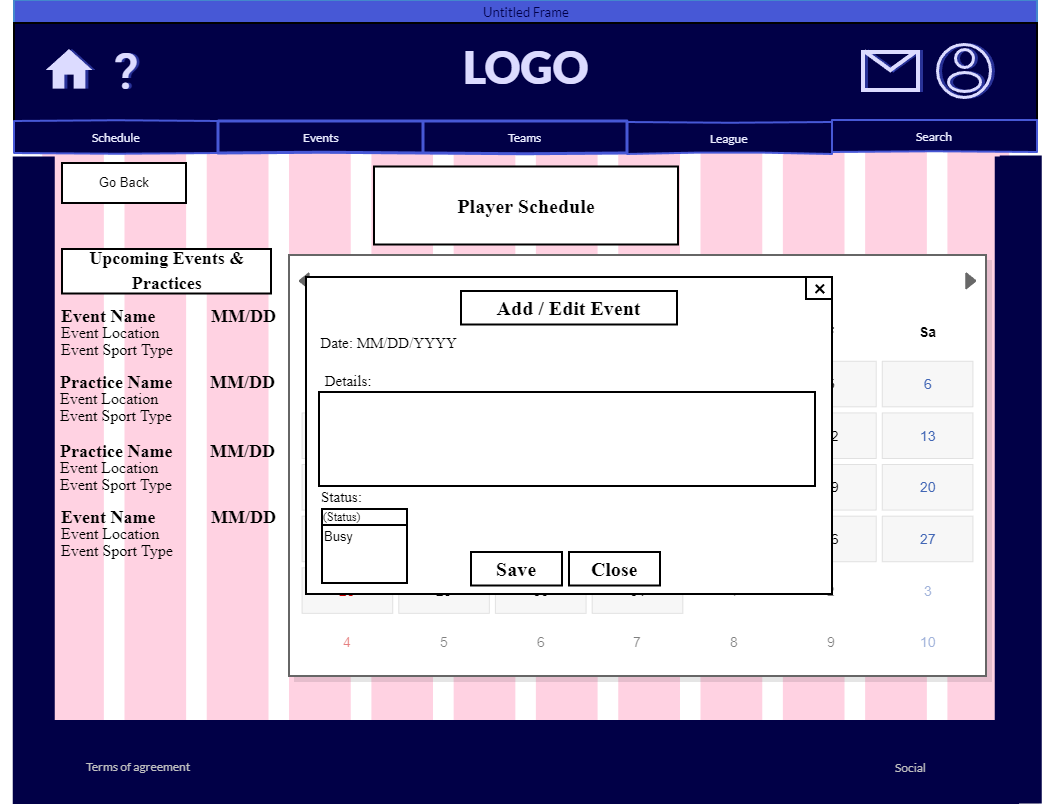 Untitled Frame
?
LOGO
Schedule
Events
Teams
League
Search
Go Back
Player Schedule
Upcoming Events &
Practices
Event Name MM/DD
Event Location
Event Sport Type
Practice Name MM/DD
Event Location
Event Sport Type
Practice Name MM/DD
Event Location
Event Sport Type
Event Name MM/DD
Event Location
Event Sport Type
Add / Edit Event
Date: MM/DD/YYYY
Details:
Status:
(Status)
Busy
Save
Close
Sa
6
13
20
27
3
4 5 6 7 8 9 10
Terms of agreement
Social